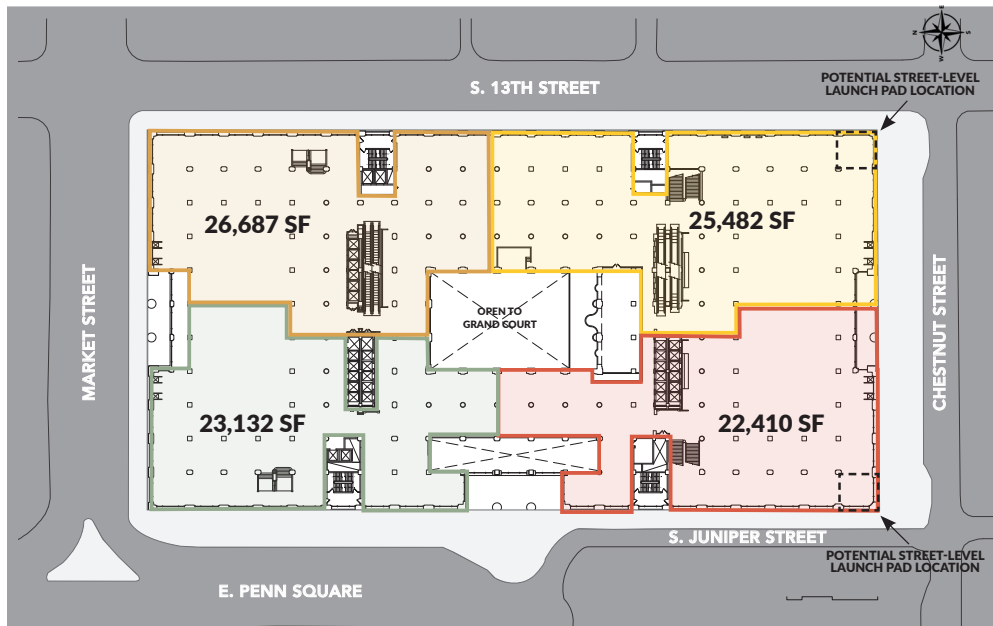 S. 13TH STREET
N
S
W
POTENTIAL STREET-LEVEL
LAUNCH PAD LOCATION
26,687 SF
25,482 SF
OPEN TO
GRAND COURT
MARKET STREET
CHESTNUT STREET
23,132 SF
22,410 SF
S. JUNIPER STREET
POTENTIAL STREET-LEVEL
LAUNCH PAD LOCATION
E. PENN SQUARE